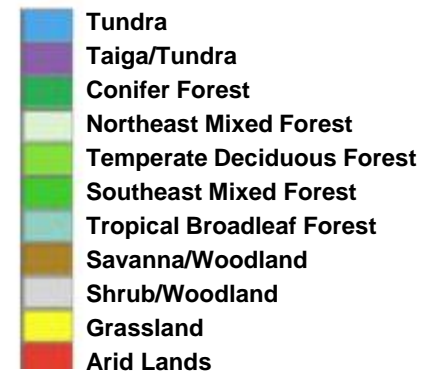 Tundra
Taiga/Tundra
Conifer Forest
Northeast Mixed Forest
Temperate Deciduous Forest
Southeast Mixed Forest
Tropical Broadleaf Forest
Savanna/Woodland
Shrub/Woodland
Grassland
Arid Lands